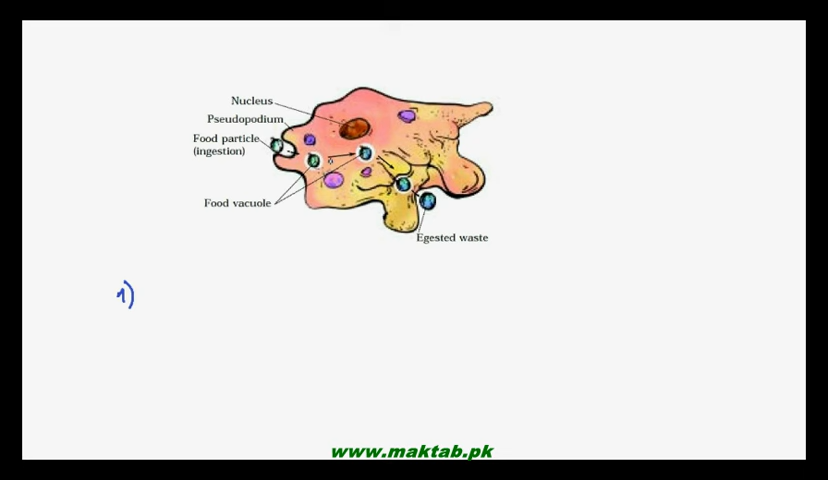 Nucleus
Pseudopodium
Food particle
(ingestion)
Food vacuole
Egested waste
1)
www.maktab.pk